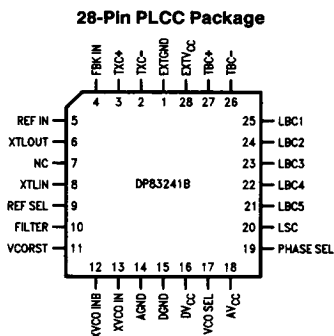 28-Pin PLCC Package
FBK IN
TXC+
TXC-
EXTGND
EXTVCC
TBC+
TBC-
4 3 2 1 28 27 26
REF IN 5
XTLOUT 6
NC 7
XTLIN 8
REF SEL 9
FILTER 10
VCORST 11
DP83241B
25 LBC1
24 LBC2
23 LBC3
22 LBC4
21 LBC5
20 LSC
19 PHASE SEL
12 13 14 15 16 17 18
XVCO INB
XVCO IN
AGND
DGND
DVCC
VCO SEL
AVCC